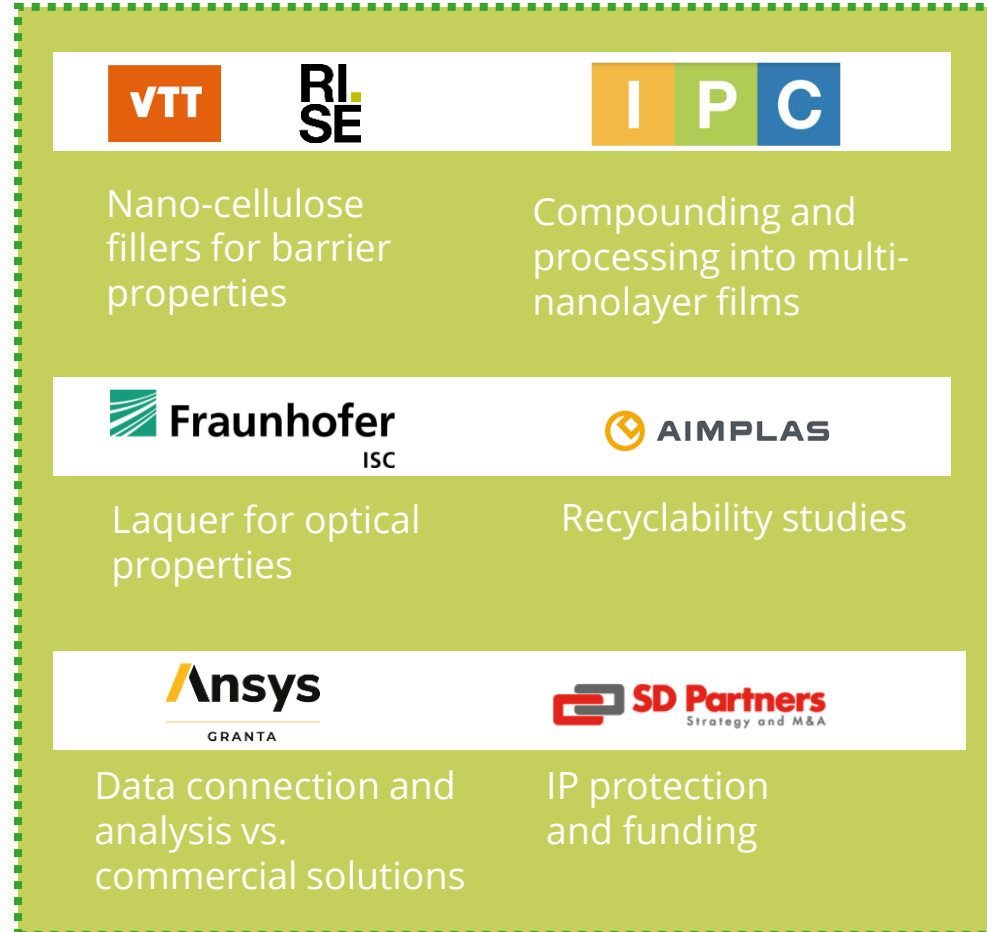 VTT
RI.
SE
I P C
Nano-cellulose
fillers for barrier
properties
Compounding and
processing into multi-
nanolayer films
Fraunhofer
ISC
AIMPLAS
Laquer for optical
properties
Recyclability studies
Ansys
GRANTA
SD Partners
Strategy and M&A
Data connection and
analysis vs.
commercial solutions
IP protection
and funding